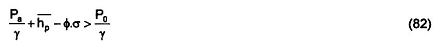 Pa/γ + h̅p̅ − ϕ.σ > P0/γ (82)